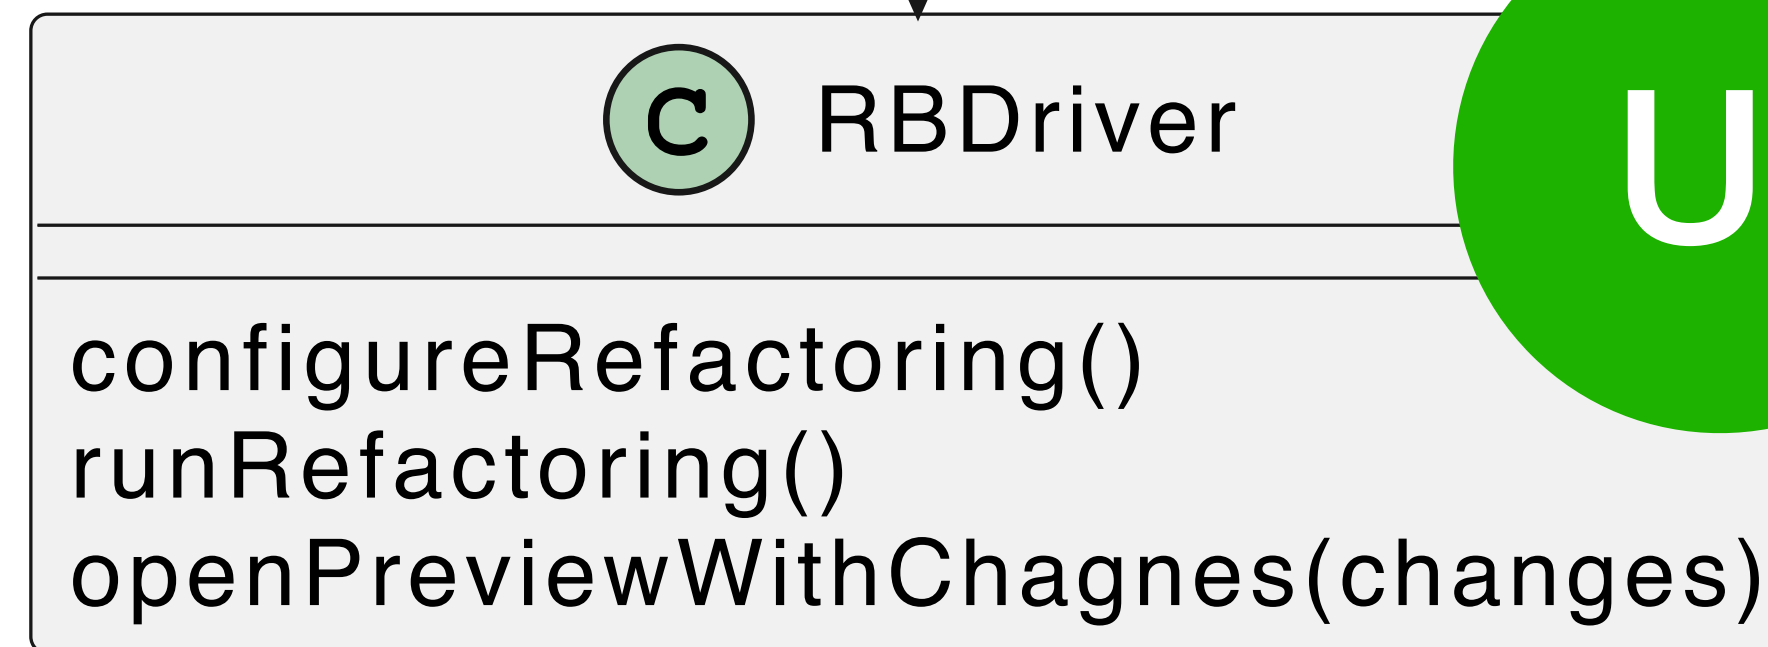 C RBDriver
U
configureRefactoring()
runRefactoring()
openPreviewWithChagnes(changes)